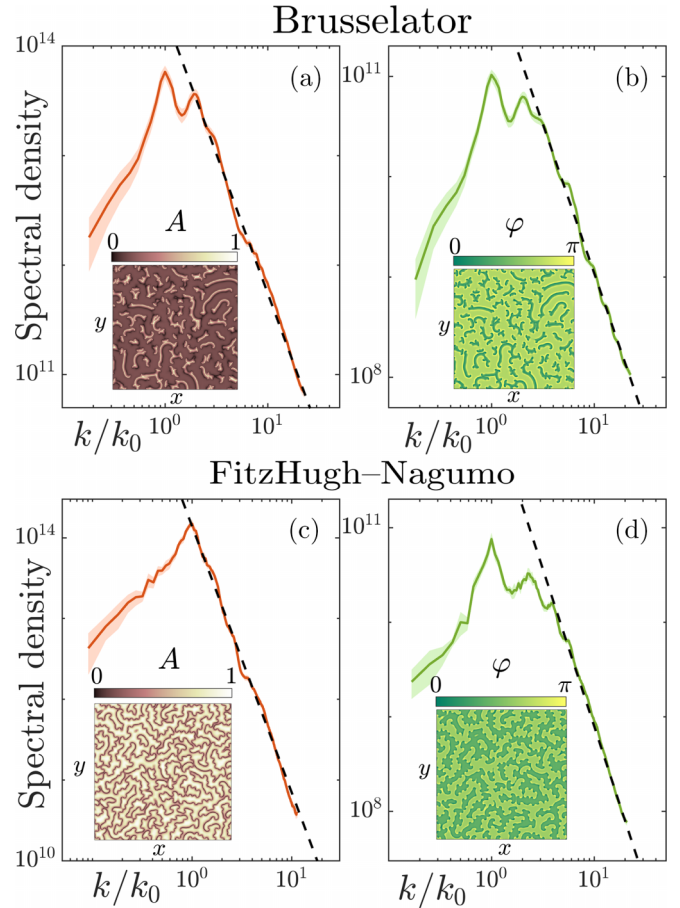 Brusselator
10^14
(a)
10^11
(b)
Spectral density
A
0 1
φ
0 π
y
x
y
x
10^11
10^8
10^0 10^1
10^0 10^1
k/k_0
k/k_0
FitzHugh–Nagumo
10^14
(c)
10^11
(d)
Spectral density
A
0 1
φ
0 π
y
x
y
x
10^8
10^10
10^0 10^1
10^0 10^1
k/k_0
k/k_0